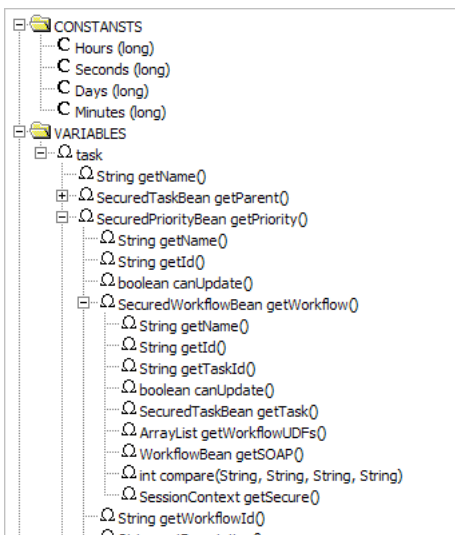 CONSTANSTS
C Hours (long)
C Seconds (long)
C Days (long)
C Minutes (long)
VARIABLES
Ω task
Ω String getName()
Ω SecuredTaskBean getParent()
Ω SecuredPriorityBean getPriority()
Ω String getName()
Ω String getId()
Ω boolean canUpdate()
Ω SecuredWorkflowBean getWorkflow()
Ω String getName()
Ω String getId()
Ω String getTaskId()
Ω boolean canUpdate()
Ω SecuredTaskBean getTask()
Ω ArrayList getWorkflowUDFs()
Ω WorkflowBean getSOAP()
Ω int compare(String, String, String, String)
Ω SessionContext getSecure()
Ω String getWorkflowId()